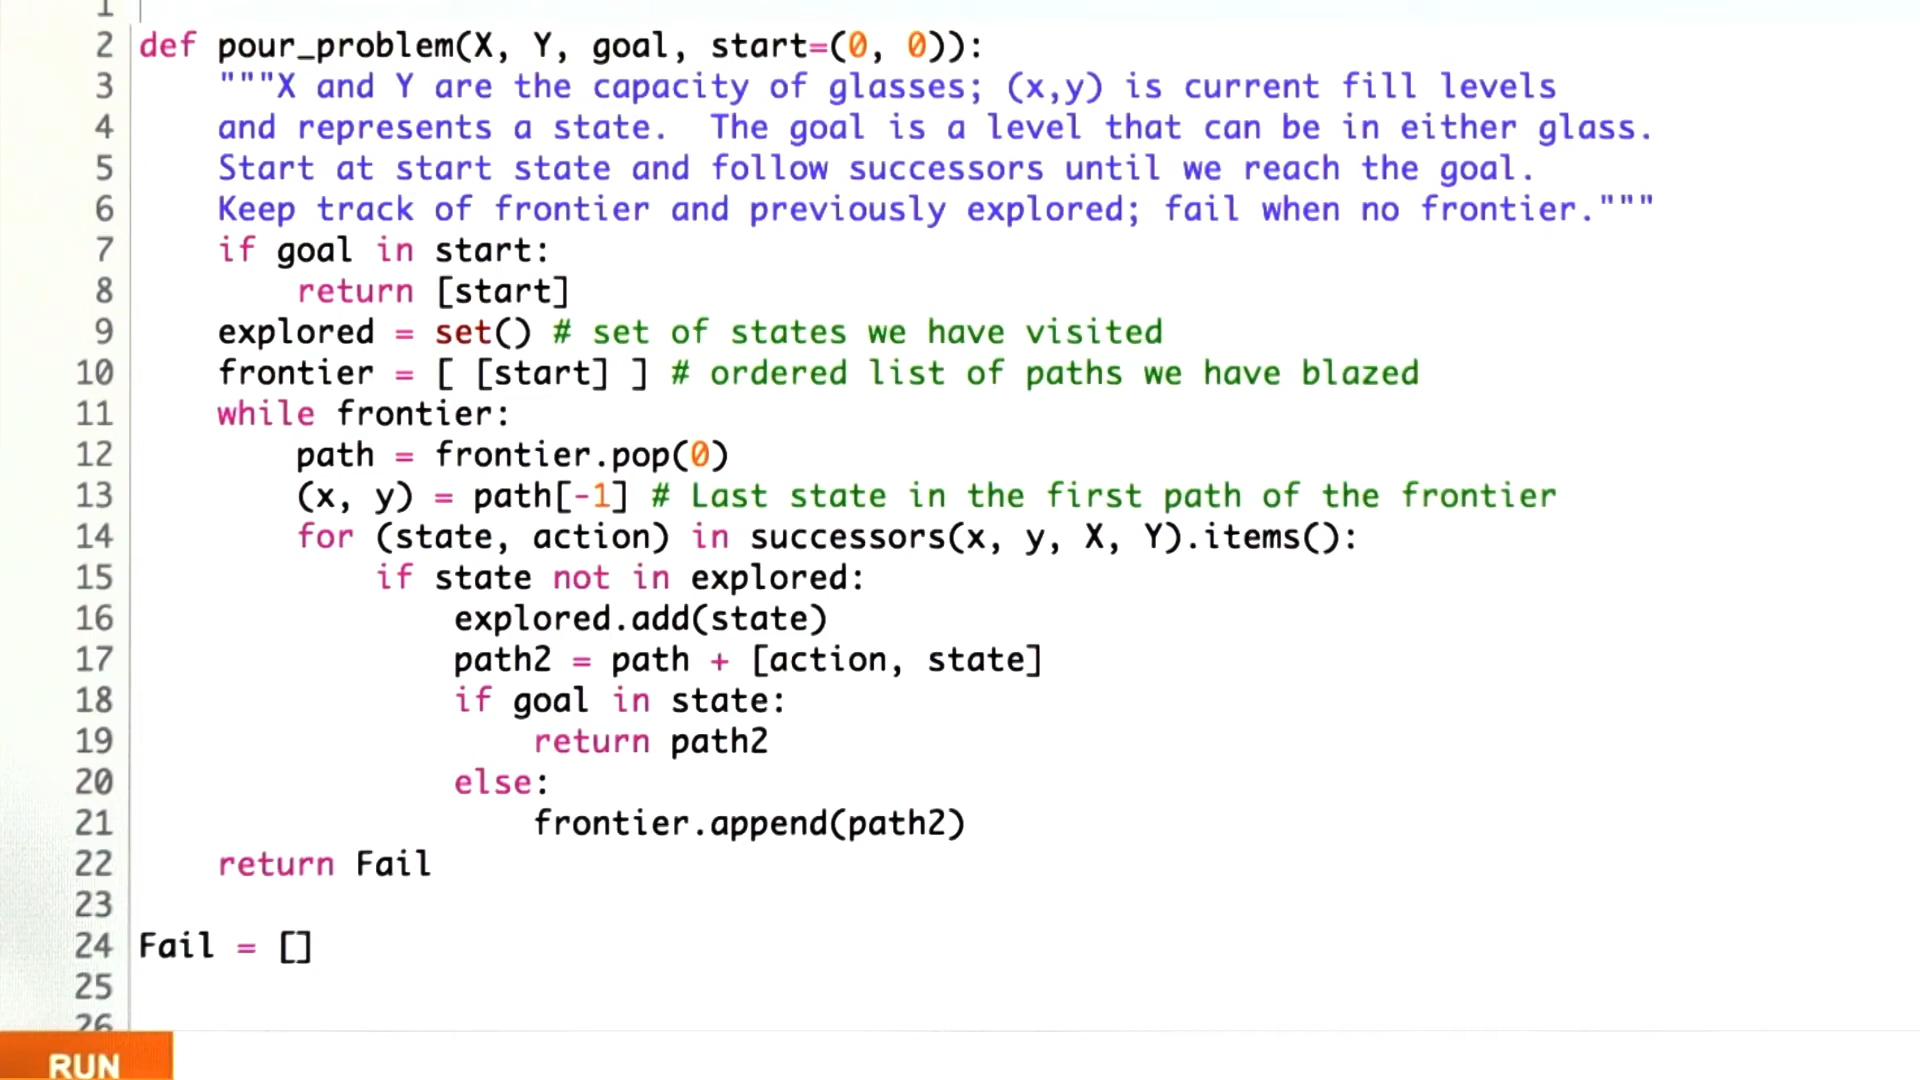 1
2 def pour_problem(X, Y, goal, start=(0, 0)):
3     """X and Y are the capacity of glasses; (x,y) is current fill levels
4     and represents a state.  The goal is a level that can be in either glass.
5     Start at start state and follow successors until we reach the goal.
6     Keep track of frontier and previously explored; fail when no frontier."""
7     if goal in start:
8         return [start]
9     explored = set() # set of states we have visited
10     frontier = [ [start] ] # ordered list of paths we have blazed
11     while frontier:
12         path = frontier.pop(0)
13         (x, y) = path[-1] # Last state in the first path of the frontier
14         for (state, action) in successors(x, y, X, Y).items():
15             if state not in explored:
16                 explored.add(state)
17                 path2 = path + [action, state]
18                 if goal in state:
19                     return path2
20                 else:
21                     frontier.append(path2)
22     return Fail
23
24 Fail = []
25
26
RUN